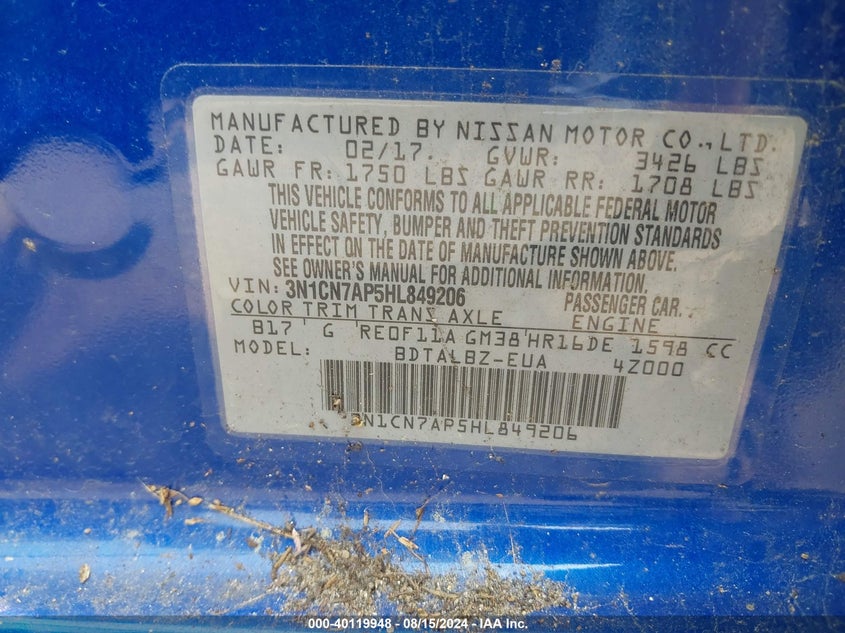 MANUFACTURED BY NISSAN MOTOR CO., LTD.
DATE: 02/17. GVWR: 3426 LBS
GAWR FR: 1750 LBS GAWR RR: 1708 LBS
THIS VEHICLE CONFORMS TO ALL APPLICABLE FEDERAL MOTOR
VEHICLE SAFETY, BUMPER AND THEFT PREVENTION STANDARDS
IN EFFECT ON THE DATE OF MANUFACTURE SHOWN ABOVE.
SEE OWNER'S MANUAL FOR ADDITIONAL INFORMATION.
VIN: 3N1CN7AP5HL849206 PASSENGER CAR
COLOR TRIM TRANS AXLE ENGINE
B17 G RE0F11A GM38 HR16DE 1598 CC
MODEL: BDTALBZ-EUA 4Z000
3N1CN7AP5HL849206
000-40119948 - 08/15/2024 - IAA Inc.